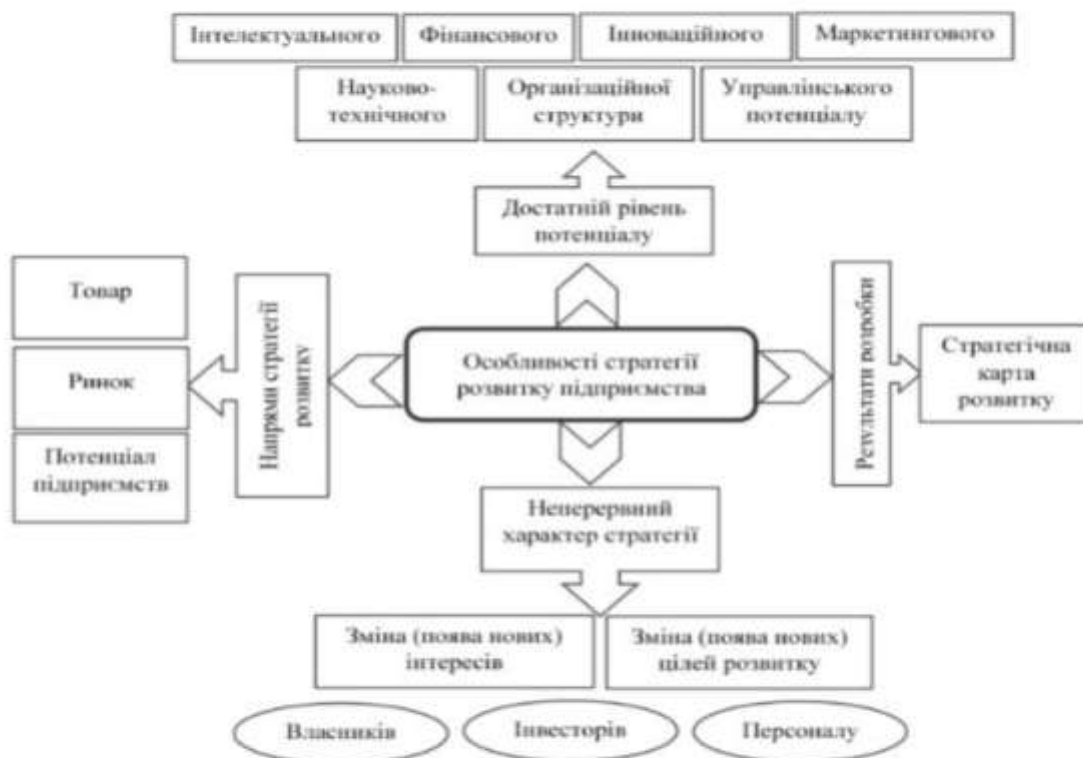 Інтелектуального
Фінансового
Інноваційного
Маркетингового
Науково-
технічного
Організаційної
структури
Управлінського
потенціалу
Достатній рівень
потенціалу
Товар
Ринок
Потенціал
підприємств
Напрями стратегії
розвитку
Особливості стратегії
розвитку підприємства
Результати розробки
Стратегічна
карта
розвитку
Неперервний
характер стратегії
Зміна (поява нових)
інтересів
Зміна (поява нових)
цілей розвитку
Власників
Інвесторів
Персоналу